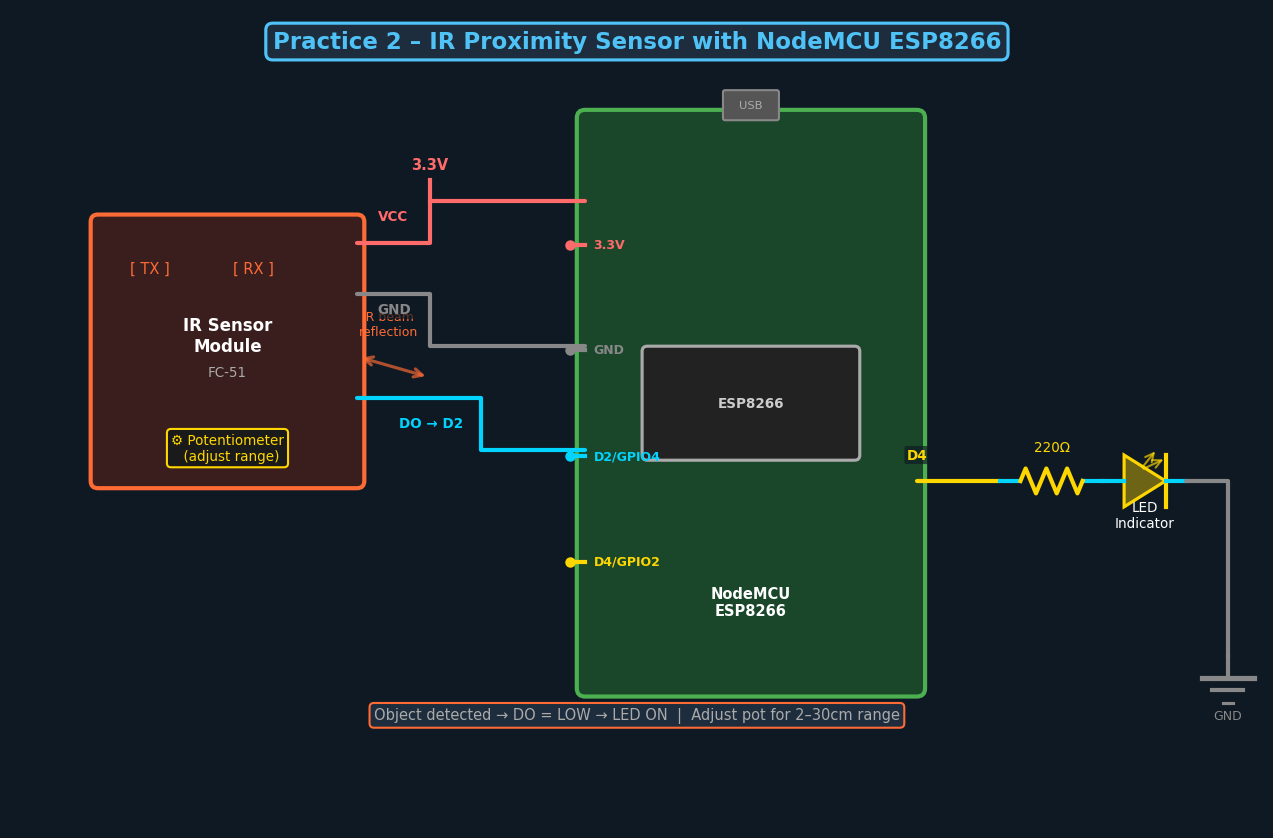 Practice 2 – IR Proximity Sensor with NodeMCU ESP8266
USB
3.3V
VCC
3.3V
[ TX ] [ RX ]
GND
IR beam
reflection
IR Sensor
Module
FC-51
GND
ESP8266
DO → D2
⚙ Potentiometer
(adjust range)
D2/GPIO4
D4
220Ω
LED
Indicator
D4/GPIO2
NodeMCU
ESP8266
Object detected → DO = LOW → LED ON | Adjust pot for 2–30cm range
GND